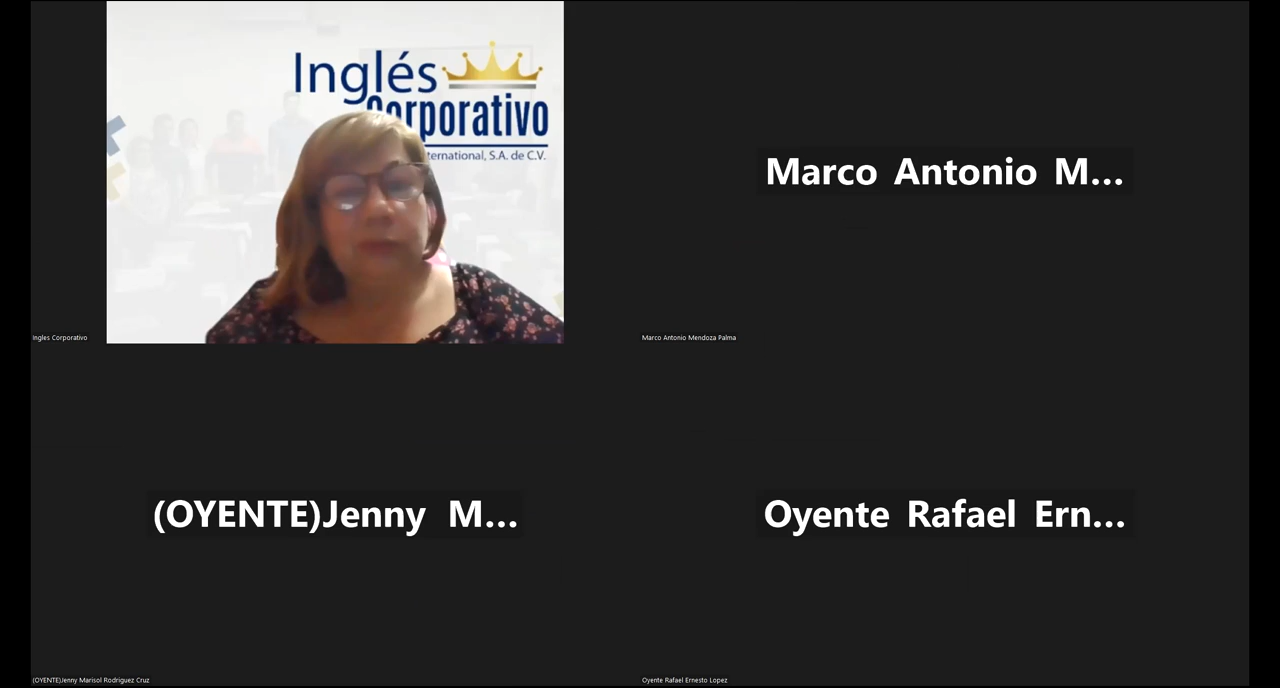 Inglés
Corporativo
ternational, S.A. de C.V.
Ingles Corporativo
Marco Antonio M...
Marco Antonio Mendoza Palma
(OYENTE)Jenny M...
(OYENTE)Jenny Marisol Rodriguez Cruz
Oyente Rafael Ern...
Oyente Rafael Ernesto Lopez